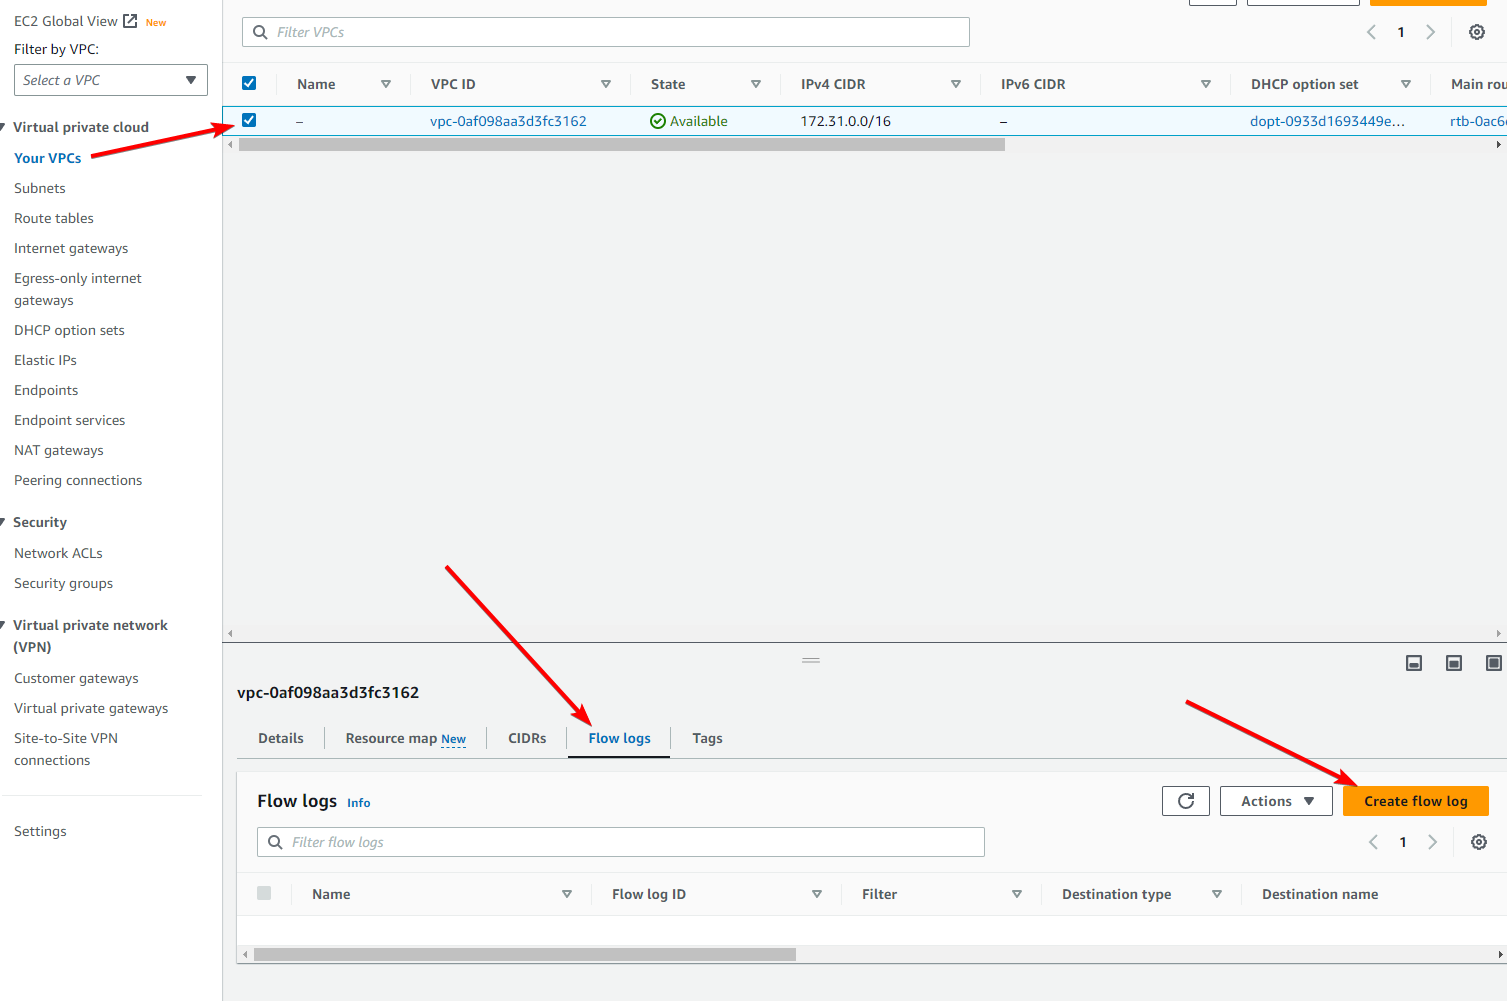 EC2 Global View New
Filter by VPC:
Select a VPC
Virtual private cloud
Your VPCs
Subnets
Route tables
Internet gateways
Egress-only internet
gateways
DHCP option sets
Elastic IPs
Endpoints
Endpoint services
NAT gateways
Peering connections
Security
Network ACLs
Security groups
Virtual private network
(VPN)
Customer gateways
Virtual private gateways
Site-to-Site VPN
connections
Settings
Filter VPCs
1
Name VPC ID State IPv4 CIDR IPv6 CIDR DHCP option set Main rou
– vpc-0af098aa3d3fc3162 Available 172.31.0.0/16 – dopt-0933d1693449e... rtb-0ac6
vpc-0af098aa3d3fc3162
Details Resource map New CIDRs Flow logs Tags
Flow logs Info
Actions Create flow log
Filter flow logs
1
Name Flow log ID Filter Destination type Destination name